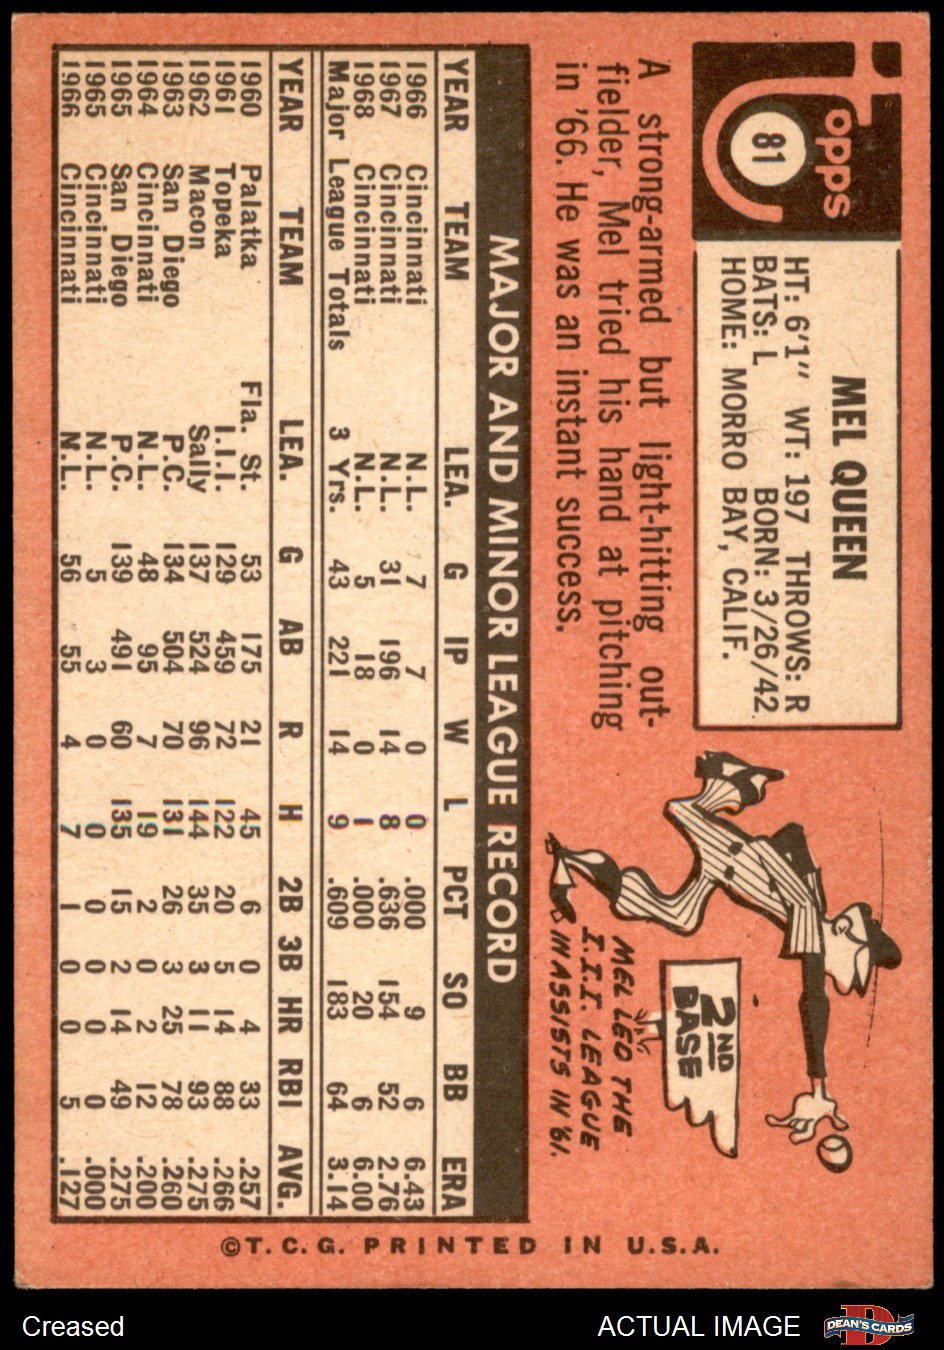 Topps
81
MEL QUEEN
HT: 6'1" WT: 197 THROWS: R
BATS: L BORN: 3/26/42
HOME: MORRO BAY, CALIF.
A strong-armed but light-hitting out-
fielder, Mel tried his hand at pitching
in '66. He was an instant success.
2ND
BASE
MEL LED THE
I.I.I. LEAGUE
IN ASSISTS IN '61.
MAJOR AND MINOR LEAGUE RECORD
YEAR TEAM LEA. G IP W L PCT SO BB ERA
1966 Cincinnati N.L. 7 7 0 0 .000 9 6 6.43
1967 Cincinnati N.L. 31 196 14 8 .636 154 52 2.76
1968 Cincinnati N.L. 5 18 0 1 .000 20 6 6.00
Major League Totals 3 Yrs. 43 221 14 9 .609 183 64 3.14
YEAR TEAM LEA. G AB R H 2B 3B HR RBI AVG.
1960 Palatka Fla. St. 53 175 21 45 6 0 4 33 .257
1961 Topeka I.I.I. 129 459 72 122 20 5 14 88 .266
1962 Macon Sally 137 524 96 144 35 3 11 93 .275
1963 San Diego P.C. 134 504 70 131 26 3 25 78 .260
1964 Cincinnati N.L. 48 95 7 19 2 0 2 12 .200
1965 San Diego P.C. 139 491 60 135 15 2 14 49 .275
1965 Cincinnati N.L. 5 3 0 0 0 0 0 0 .000
1966 Cincinnati N.L. 56 55 4 7 1 0 0 5 .127
©T.C.G. PRINTED IN U.S.A.
Creased
ACTUAL IMAGE
DEAN'S CARDS